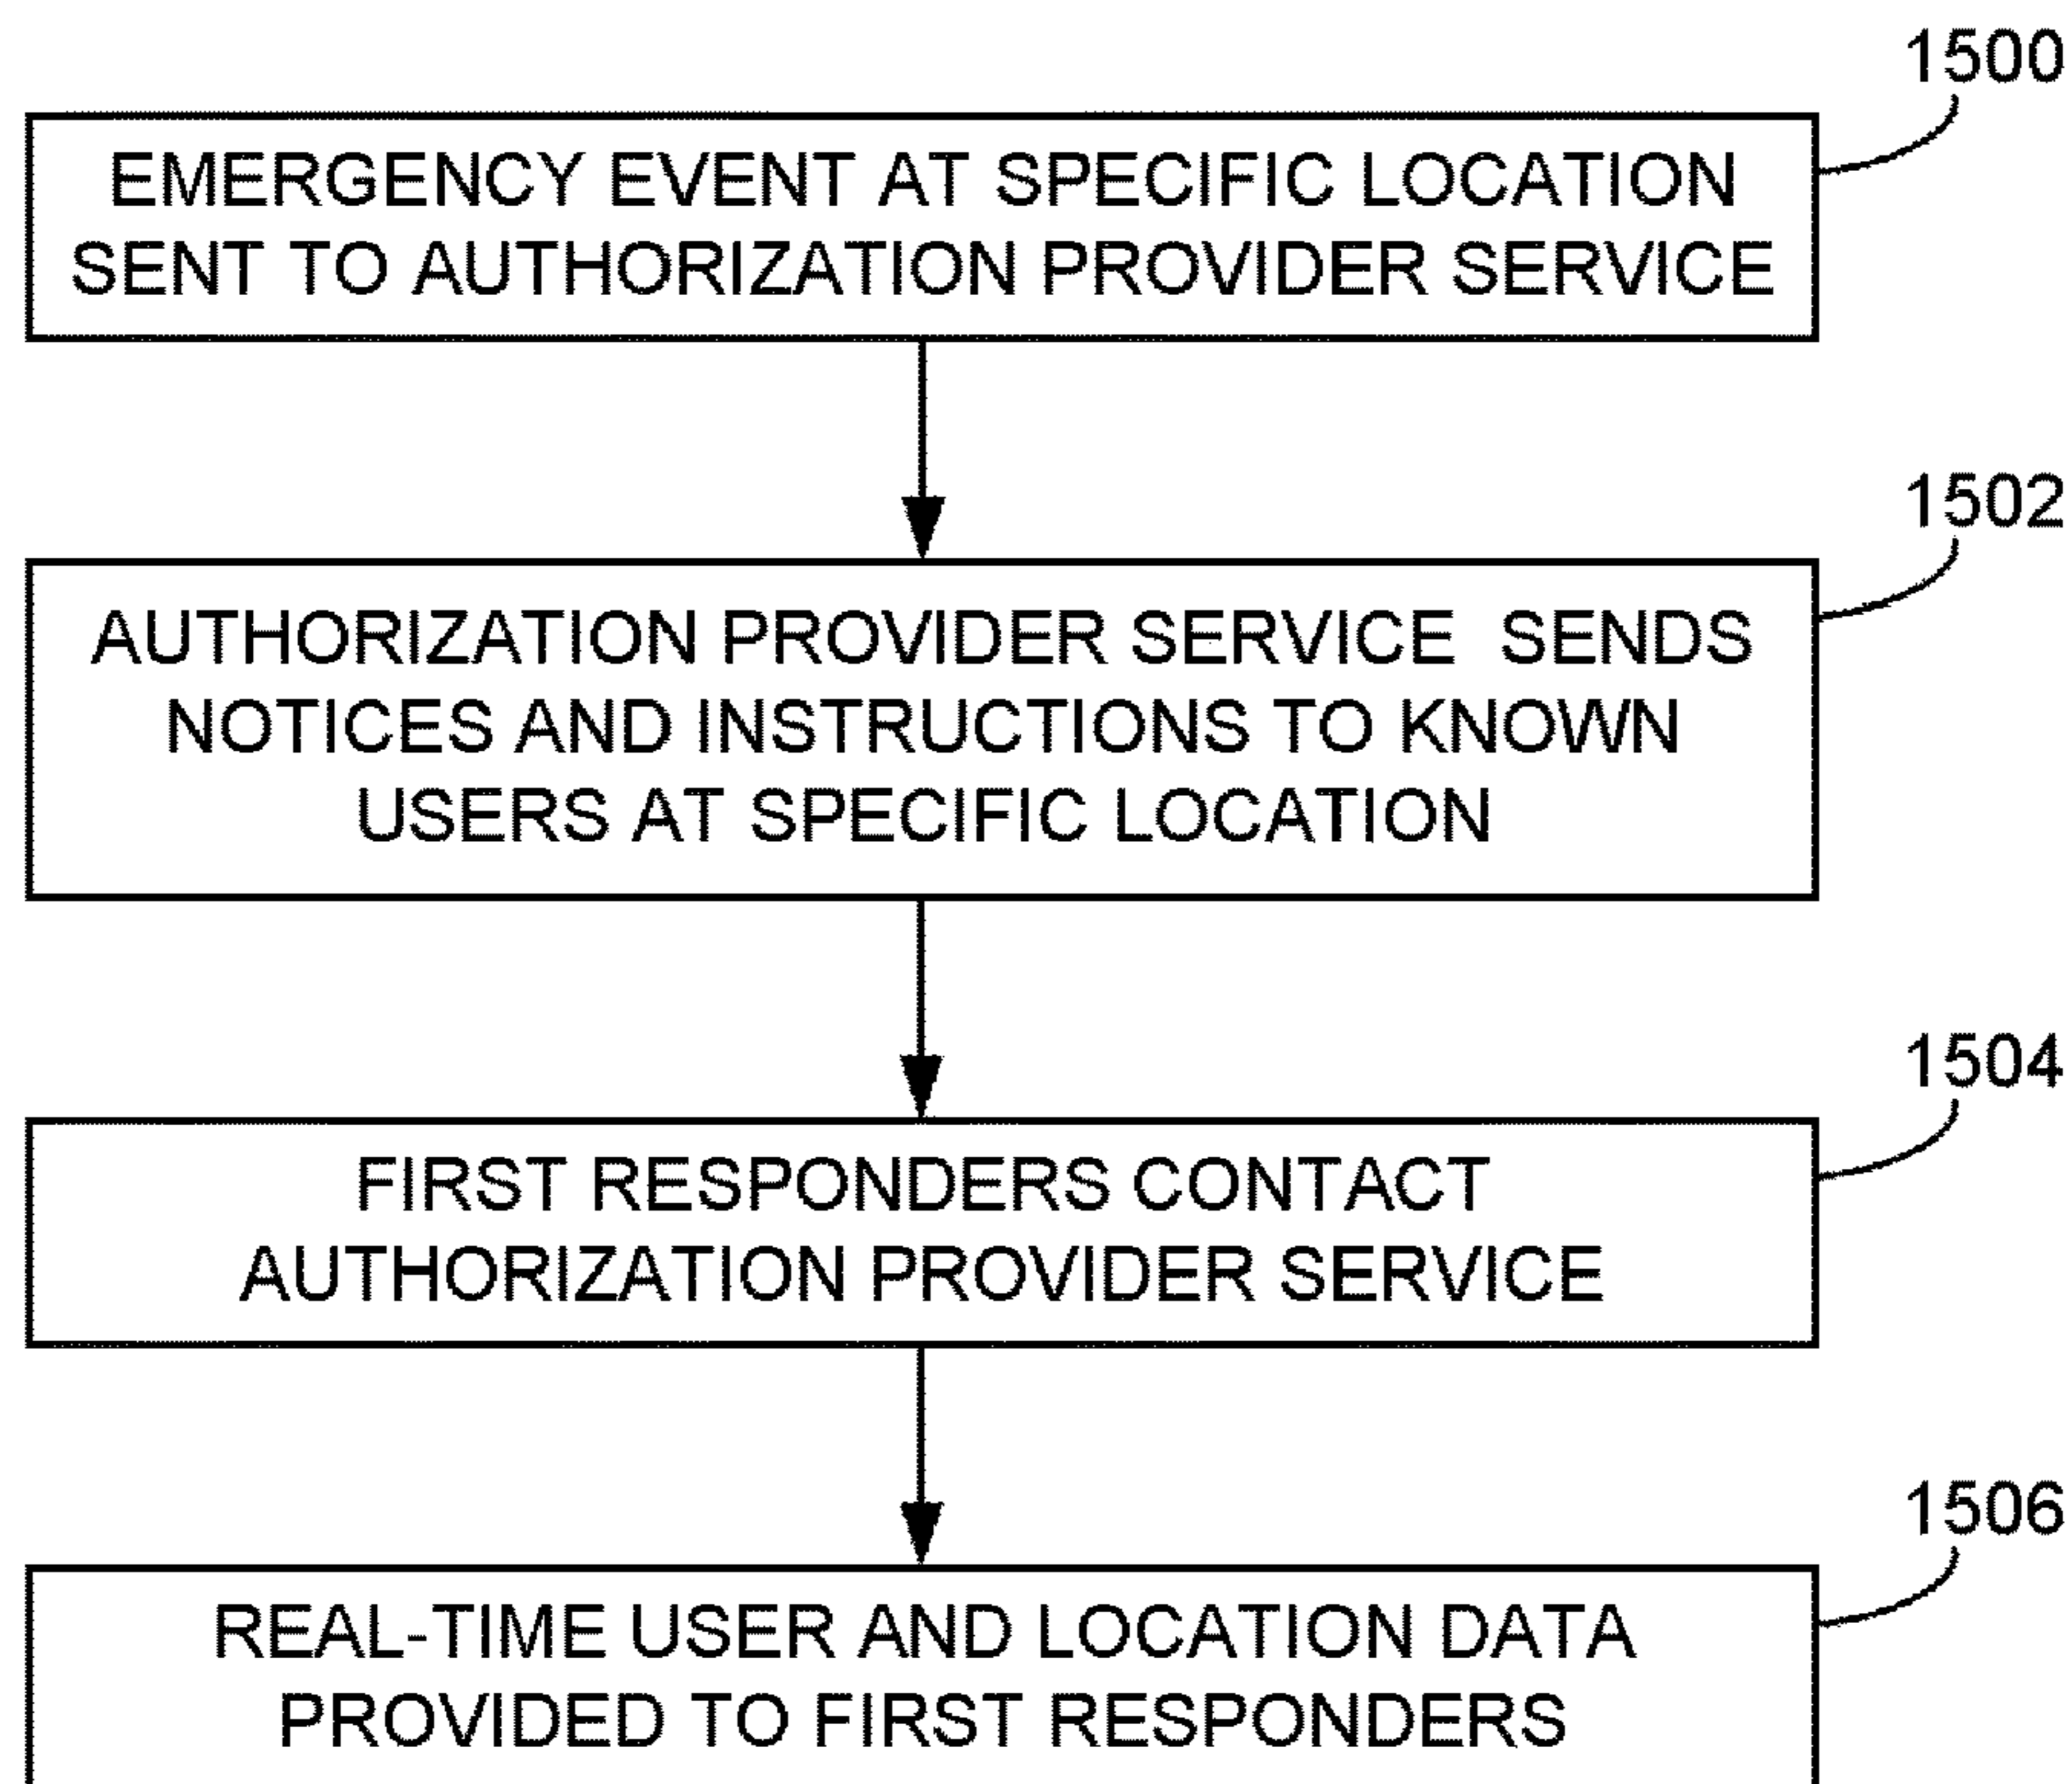 1500
EMERGENCY EVENT AT SPECIFIC LOCATION
SENT TO AUTHORIZATION PROVIDER SERVICE
1502
AUTHORIZATION PROVIDER SERVICE SENDS
NOTICES AND INSTRUCTIONS TO KNOWN
USERS AT SPECIFIC LOCATION
1504
FIRST RESPONDERS CONTACT
AUTHORIZATION PROVIDER SERVICE
1506
REAL-TIME USER AND LOCATION DATA
PROVIDED TO FIRST RESPONDERS